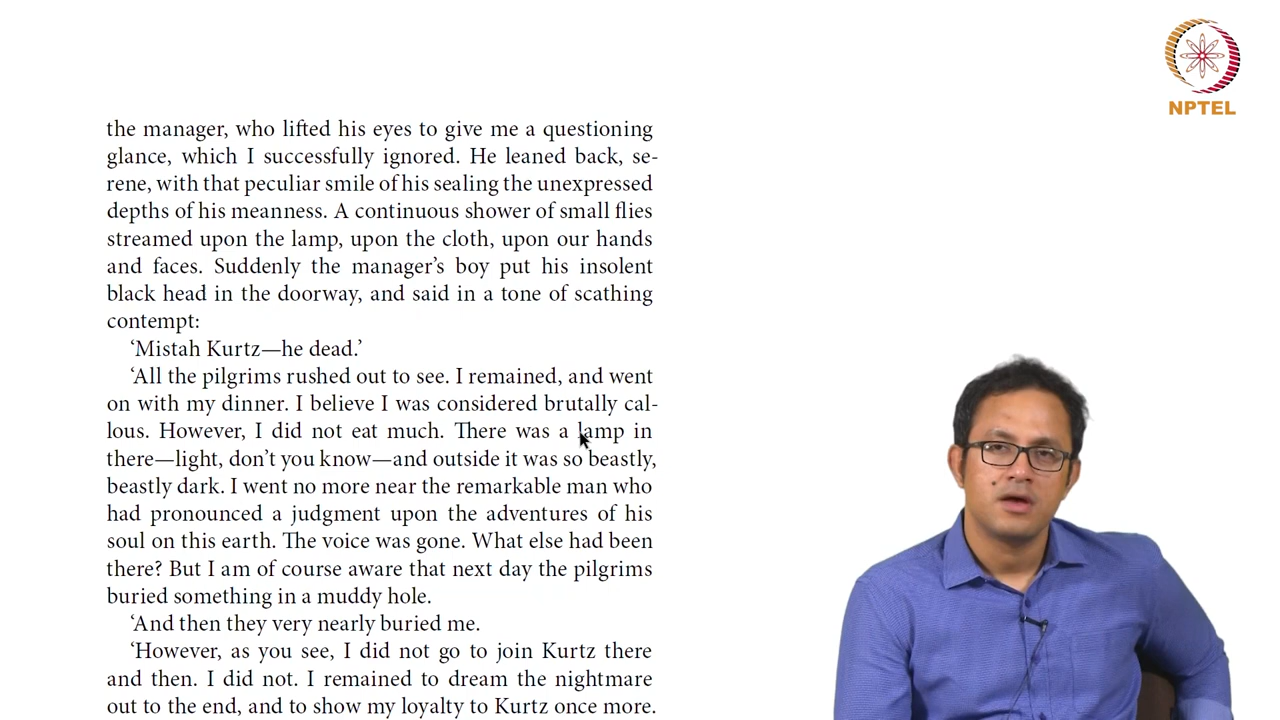 NPTEL
the manager, who lifted his eyes to give me a questioning
glance, which I successfully ignored. He leaned back, se-
rene, with that peculiar smile of his sealing the unexpressed
depths of his meanness. A continuous shower of small flies
streamed upon the lamp, upon the cloth, upon our hands
and faces. Suddenly the manager’s boy put his insolent
black head in the doorway, and said in a tone of scathing
contempt:
‘Mistah Kurtz—he dead.’
‘All the pilgrims rushed out to see. I remained, and went
on with my dinner. I believe I was considered brutally cal-
lous. However, I did not eat much. There was a lamp in
there—light, don’t you know—and outside it was so beastly,
beastly dark. I went no more near the remarkable man who
had pronounced a judgment upon the adventures of his
soul on this earth. The voice was gone. What else had been
there? But I am of course aware that next day the pilgrims
buried something in a muddy hole.
‘And then they very nearly buried me.
‘However, as you see, I did not go to join Kurtz there
and then. I did not. I remained to dream the nightmare
out to the end, and to show my loyalty to Kurtz once more.